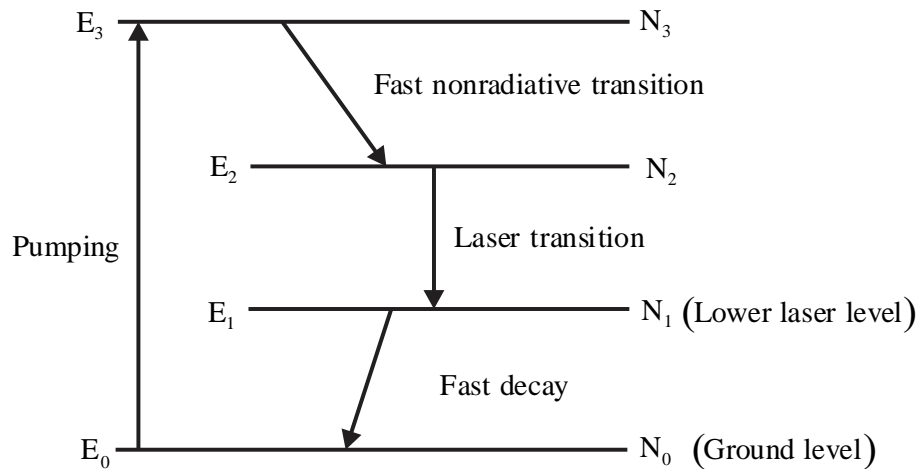 E3 N3
Fast nonradiative transition
E2 N2
Pumping Laser transition
E1 N1 (Lower laser level)
Fast decay
E0 N0 (Ground level)